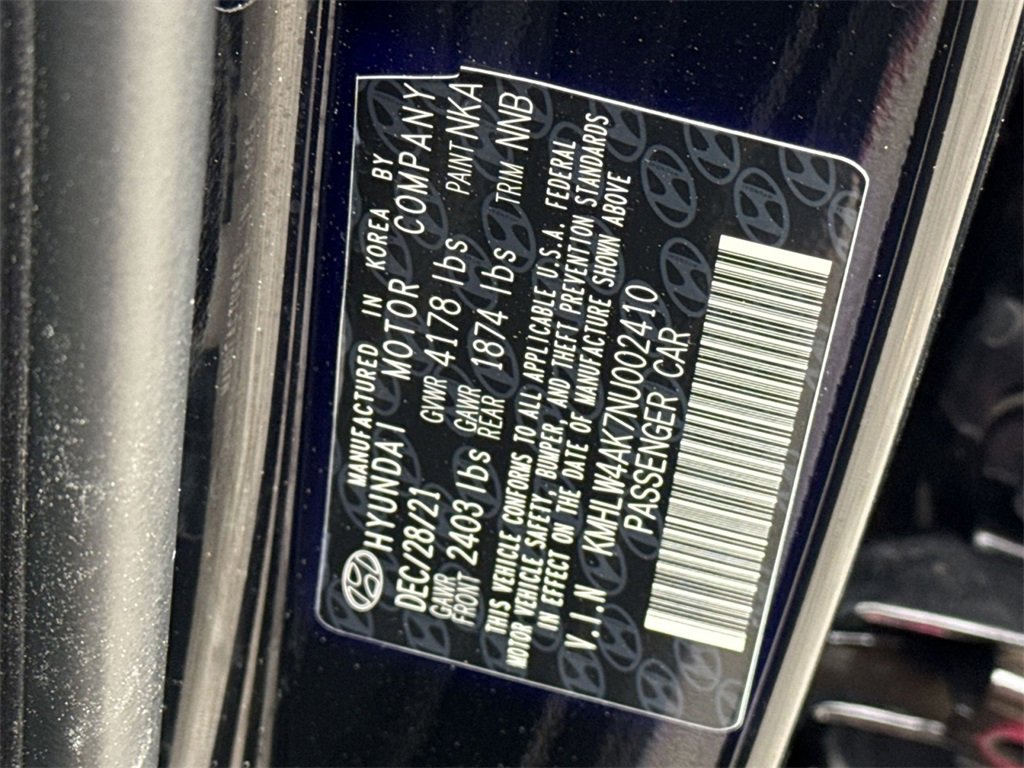 MANUFACTURED IN KOREA BY
HYUNDAI MOTOR COMPANY
DEC/28/21 GVWR 4178 lbs PAINT NKA
GAWR FRONT 2403 lbs GAWR REAR 1874 lbs TRIM NNB
THIS VEHICLE CONFORMS TO ALL APPLICABLE U.S.A. FEDERAL
MOTOR VEHICLE SAFETY, BUMPER, AND THEFT PREVENTION STANDARDS
IN EFFECT ON THE DATE OF MANUFACTURE SHOWN ABOVE
V.I.N KMHLW4AK7NU002410
PASSENGER CAR